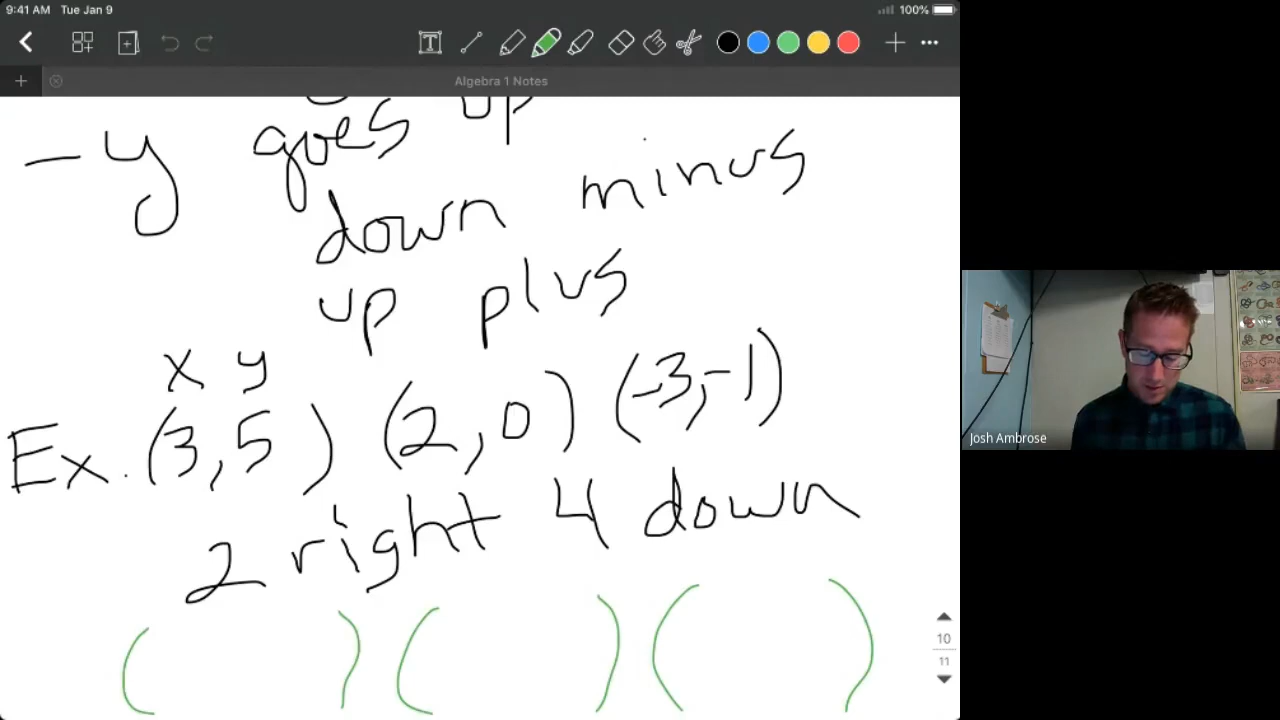 9:41 AM Tue Jan 9
100%
Algebra 1 Notes
- y goes up
down minus
up plus
x y
Ex. (3, 5) (2, 0) (-3, -1)
2 right 4 down
( ) ( ) ( )
10
11
Josh Ambrose